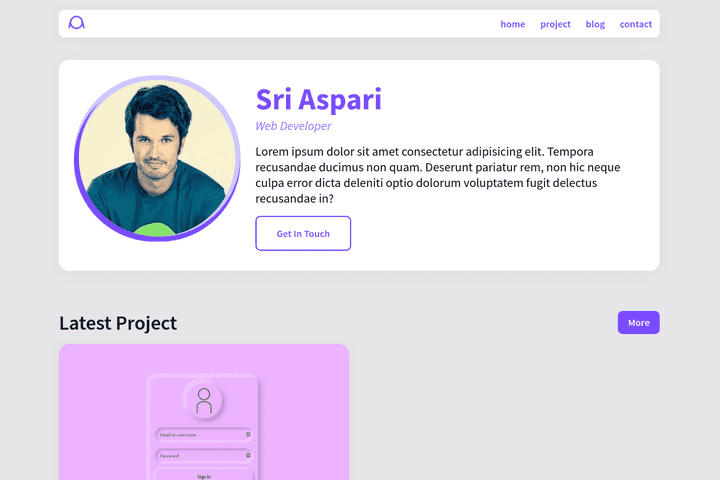 home project blog contact
Sri Aspari
Web Developer
Lorem ipsum dolor sit amet consectetur adipisicing elit. Tempora
recusandae ducimus non quam. Deserunt pariatur rem, non hic neque
culpa error dicta deleniti optio dolorum voluptatem fugit delectus
recusandae in?
Get In Touch
Latest Project
More
Email or username
Password
Sign in